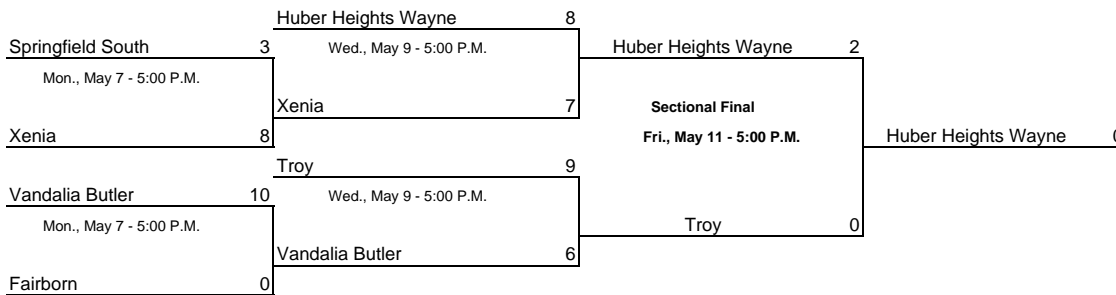 Huber Heights Wayne 8
Springfield South 3
Wed., May 9 - 5:00 P.M.
Huber Heights Wayne 2
Mon., May 7 - 5:00 P.M.
Xenia 7
Sectional Final
Xenia 8
Fri., May 11 - 5:00 P.M.
Huber Heights Wayne
Troy 9
Vandalia Butler 10
Wed., May 9 - 5:00 P.M.
Mon., May 7 - 5:00 P.M.
Troy 0
Vandalia Butler 6
Fairborn 0